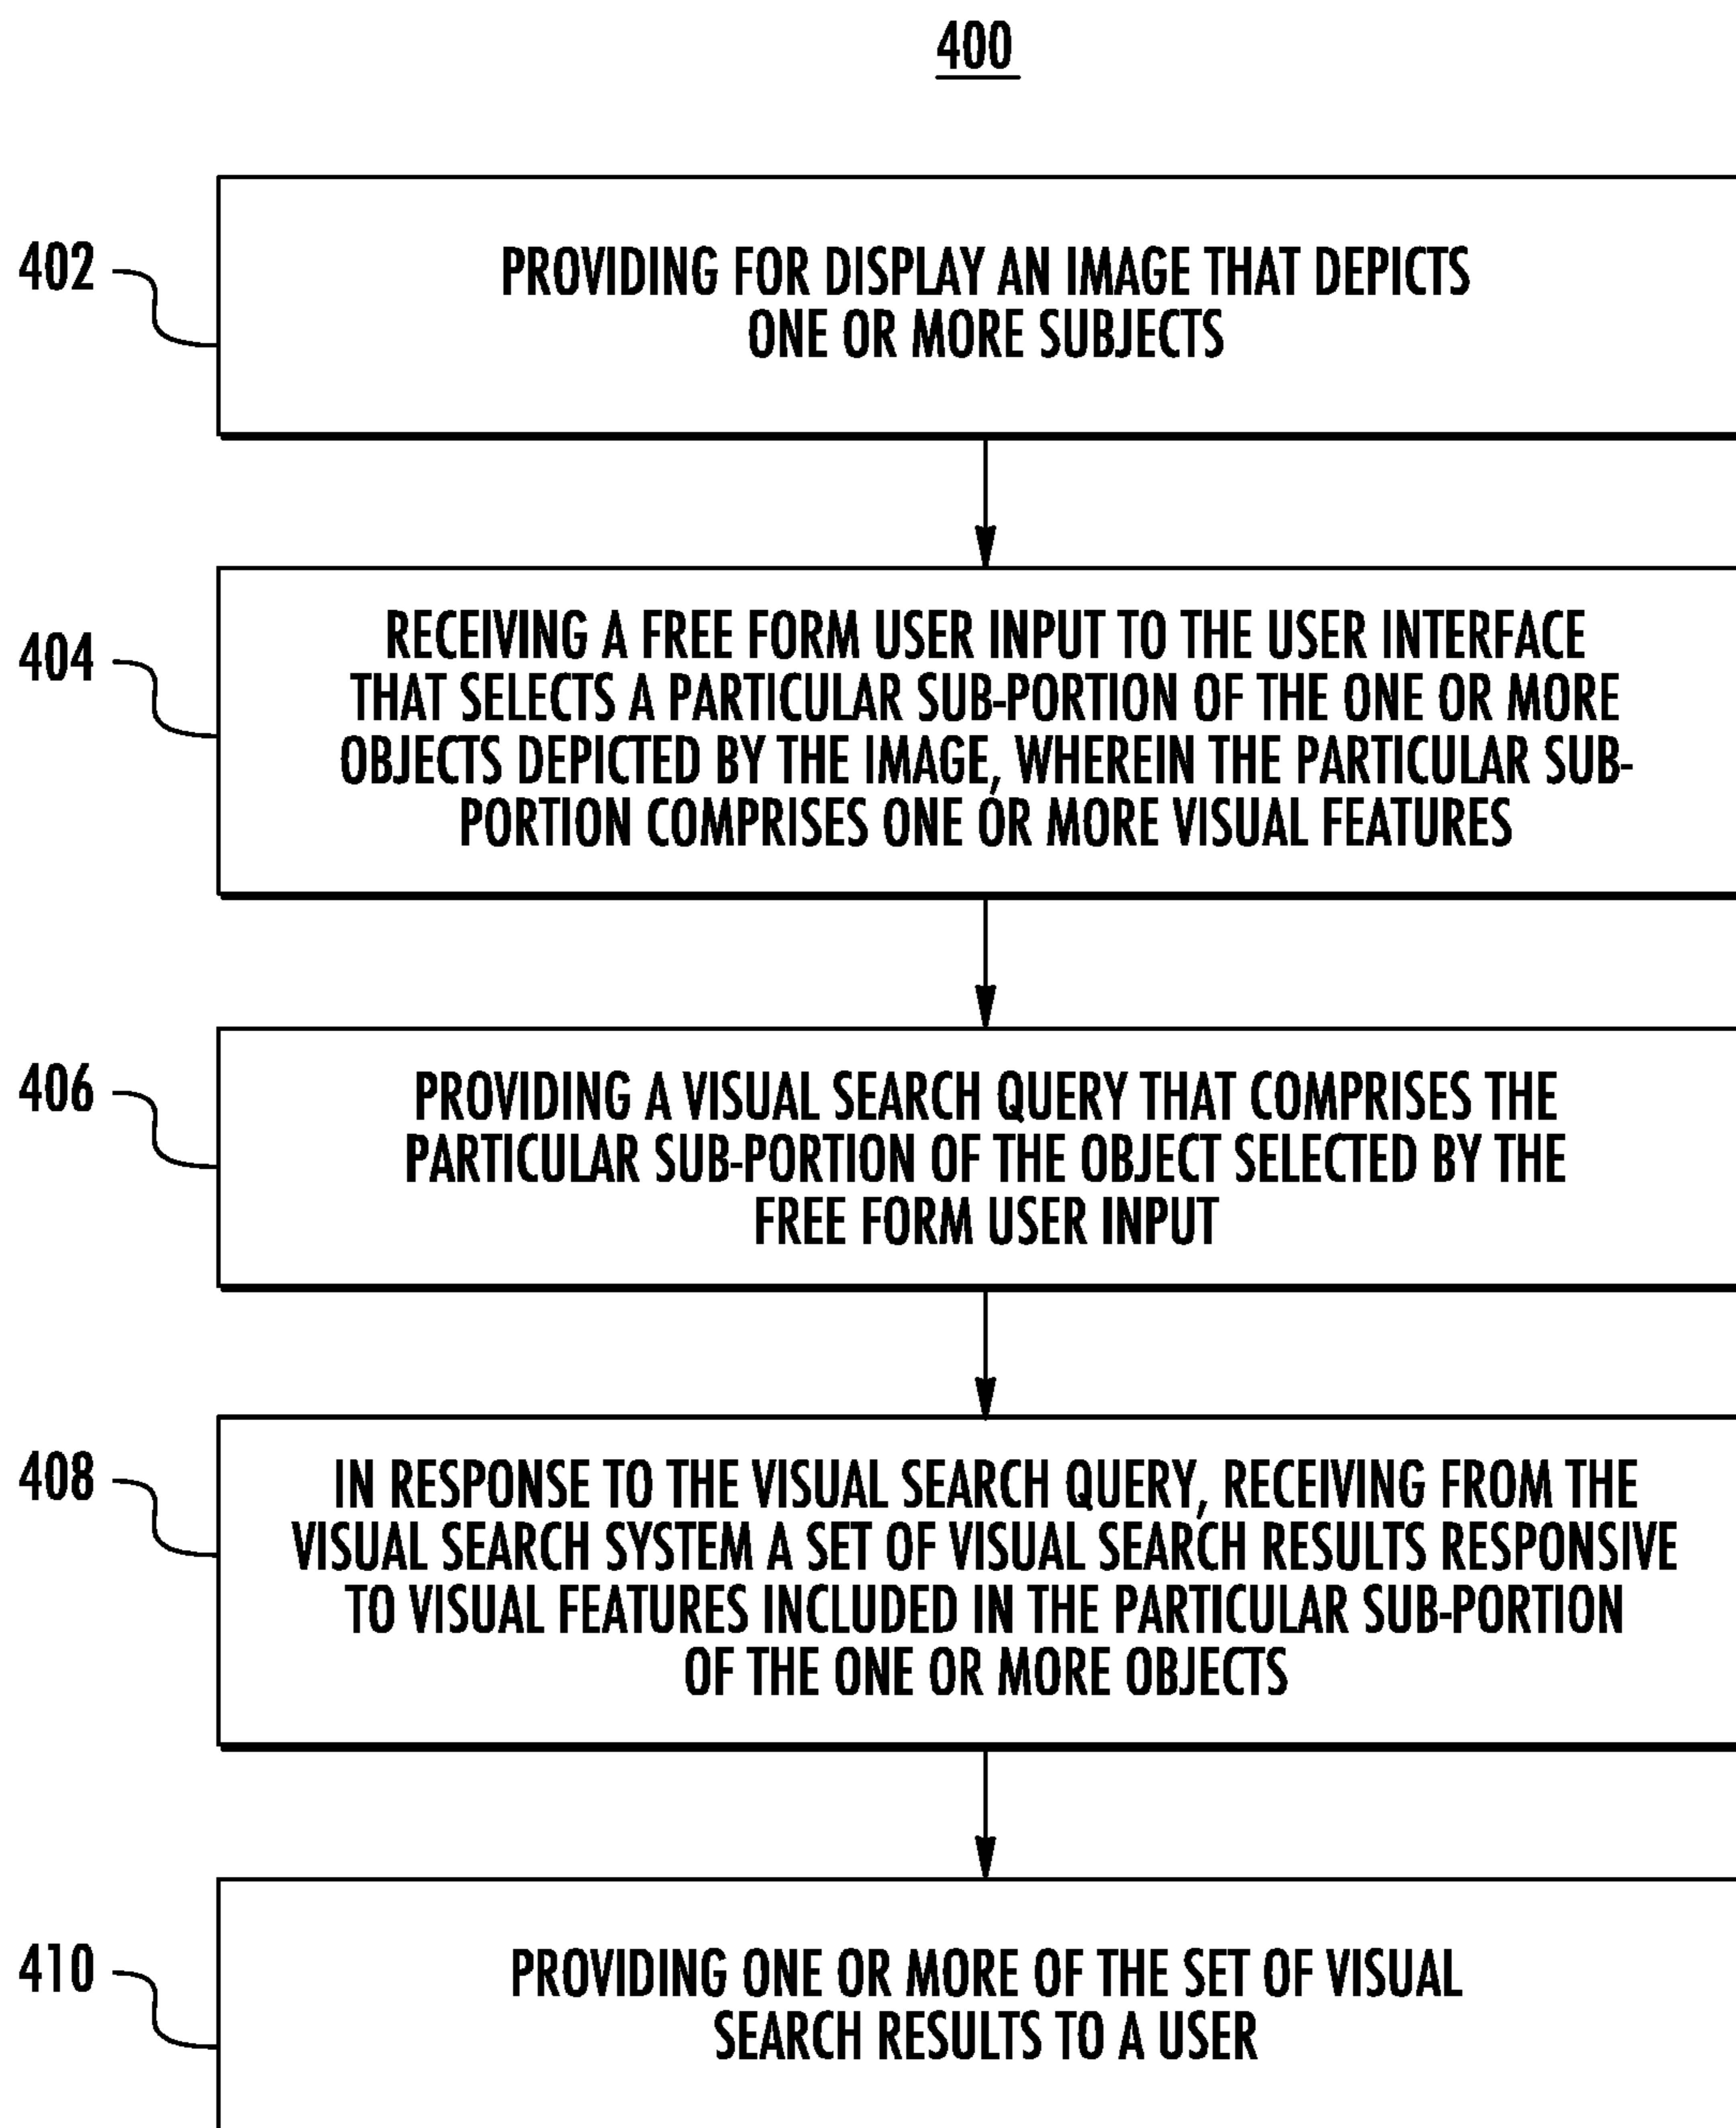 400
402
PROVIDING FOR DISPLAY AN IMAGE THAT DEPICTS
ONE OR MORE SUBJECTS
404
RECEIVING A FREE FORM USER INPUT TO THE USER INTERFACE
THAT SELECTS A PARTICULAR SUB-PORTION OF THE ONE OR MORE
OBJECTS DEPICTED BY THE IMAGE, WHEREIN THE PARTICULAR SUB-
PORTION COMPRISES ONE OR MORE VISUAL FEATURES
406
PROVIDING A VISUAL SEARCH QUERY THAT COMPRISES THE
PARTICULAR SUB-PORTION OF THE OBJECT SELECTED BY THE
FREE FORM USER INPUT
408
IN RESPONSE TO THE VISUAL SEARCH QUERY, RECEIVING FROM THE
VISUAL SEARCH SYSTEM A SET OF VISUAL SEARCH RESULTS RESPONSIVE
TO VISUAL FEATURES INCLUDED IN THE PARTICULAR SUB-PORTION
OF THE ONE OR MORE OBJECTS
410
PROVIDING ONE OR MORE OF THE SET OF VISUAL
SEARCH RESULTS TO A USER